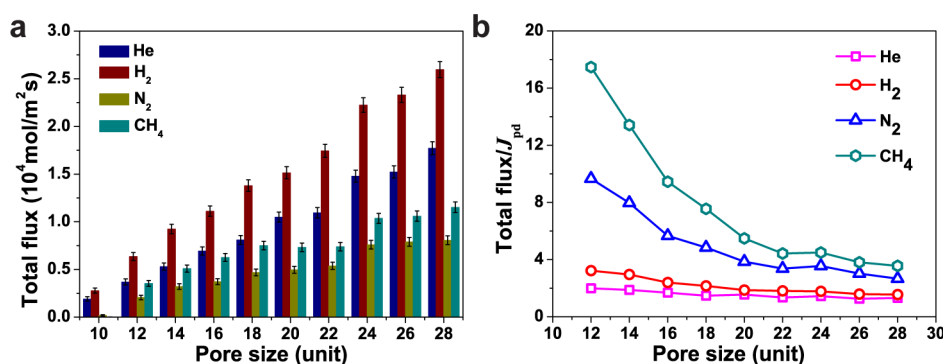 a
Total flux (10⁴mol/m²s)
3.0
2.5
2.0
1.5
1.0
0.5
0.0
He
H₂
N₂
CH₄
10 12 14 16 18 20 22 24 26 28
Pore size (unit)
b
Total flux/J_pd
20
16
12
8
4
0
He
H₂
N₂
CH₄
10 12 14 16 18 20 22 24 26 28 30
Pore size (unit)